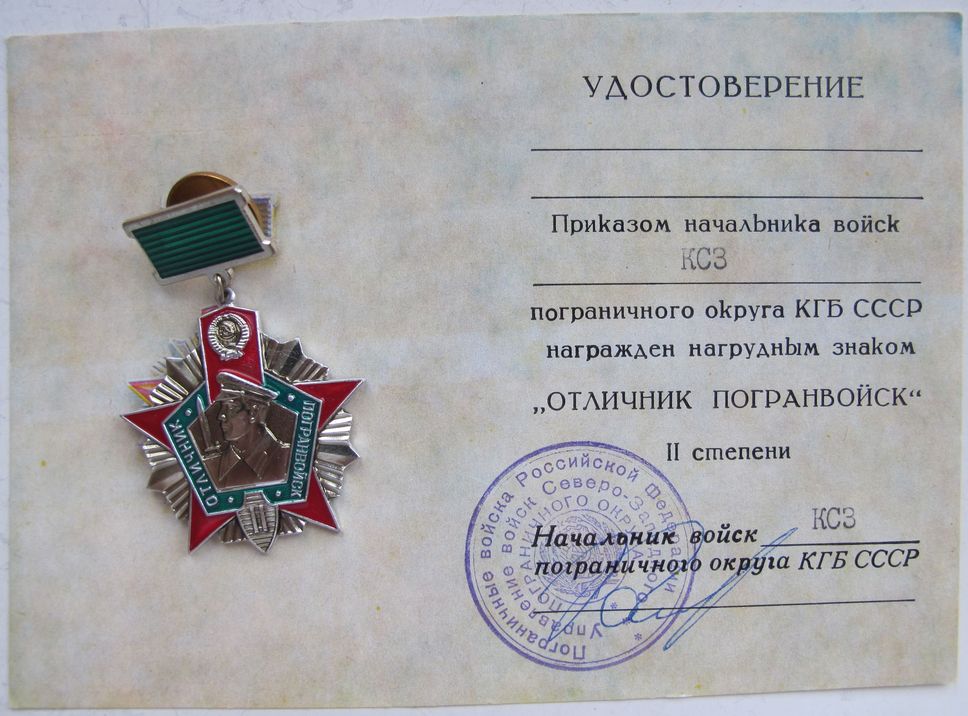 УДОСТОВЕРЕНИЕ
Приказом начальника войск
КСЗ
пограничного округа КГБ СССР
награжден нагрудным знаком
„ОТЛИЧНИК ПОГРАНВОЙСК“
II степени
Начальник войск КСЗ
пограничного округа КГБ СССР
Пограничные войска Российской Федерации
Управление войск Северо-Западного
ПОГРАНИЧНОГО ОКРУГА
ОТЛИЧНИК
ПОГРАНВОЙСК
II